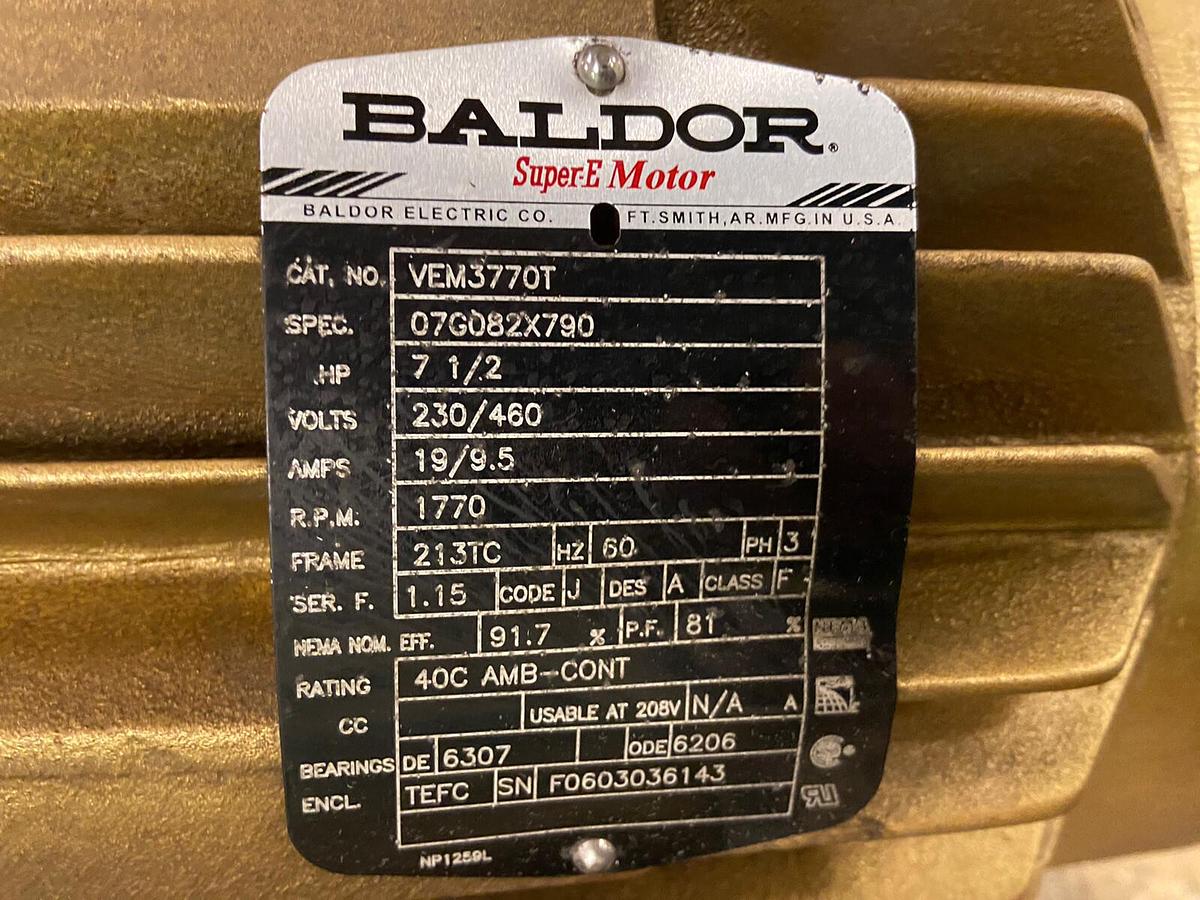 BALDOR®
Super-E Motor
BALDOR ELECTRIC CO. FT.SMITH,AR.MFG.IN U.S.A.
CAT. NO. VEM3770T
SPEC. 07G082X790
HP 7 1/2
VOLTS 230/460
AMPS 19/9.5
R.P.M. 1770
FRAME 213TC HZ 60 PH 3
SER. F. 1.15 CODE J DES A CLASS F
NEMA NOM. EFF. 91.7 % P.F. 81 %
RATING 40C AMB-CONT
CC USABLE AT 208V N/A A
BEARINGS DE 6307 ODE 6206
ENCL. TEFC SN F0603036143
NP1259L